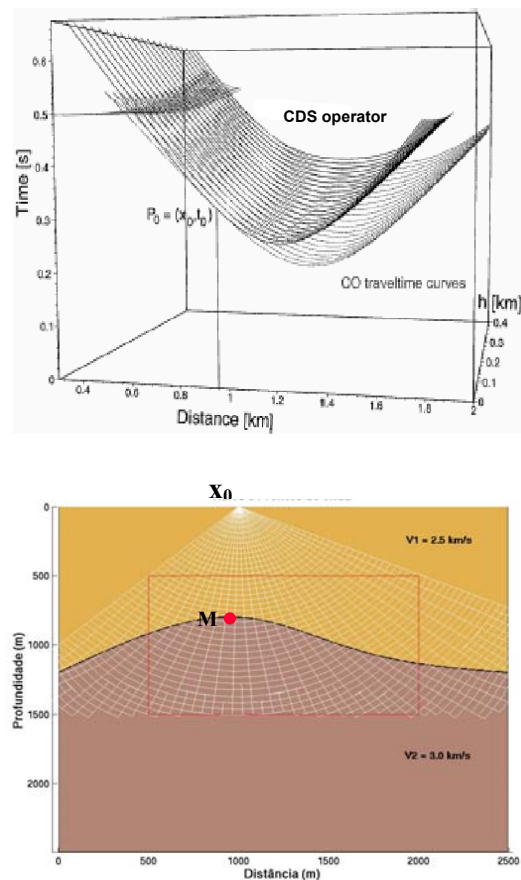 CDS operator
Time [s]
0.6
0.5
0.4
0.3
0.2
0.1
0
P0 = (x0,t0)
CO traveltime curves
h [km]
0.4
0.3
0.2
0.1
0
0.4
0.6
0.8
1
1.2
1.4
1.6
1.8
2
Distance [km]
X0
0
500
1000
1500
2000
Profundidade (m)
V1 = 2.5 km/s
M
V2 = 3.0 km/s
0
500
1000
1500
2000
2500
Distância (m)